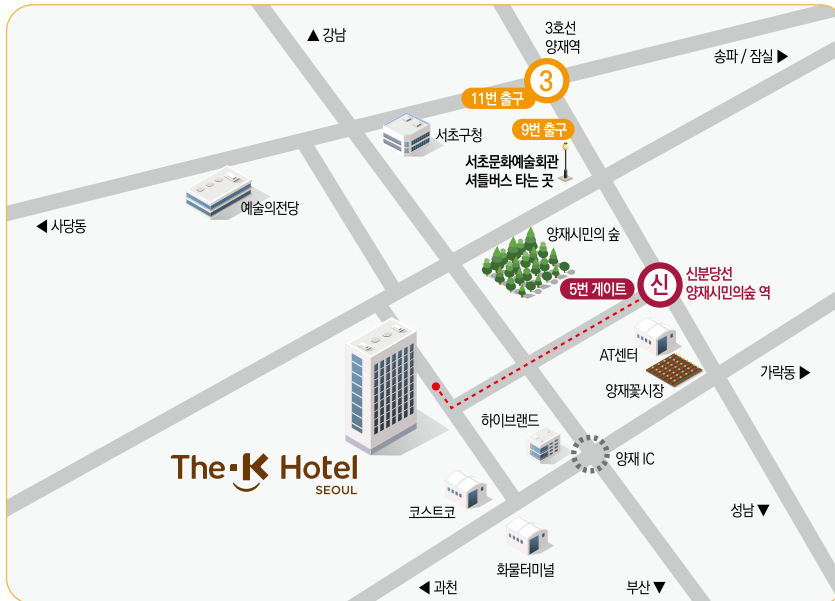 ▲ 강남
3호선
양재역
송파 / 잠실 ▶
3
11번 출구
서초구청
9번 출구
서초문화예술회관
셔틀버스 타는 곳
예술의전당
◀ 사당동
양재시민의 숲
5번 게이트
신
신분당선
양재시민의숲 역
AT센터
양재꽃시장
가락동 ▶
하이브랜드
양재 IC
The-K Hotel
SEOUL
코스트코
성남 ▼
화물터미널
◀ 과천
부산 ▼